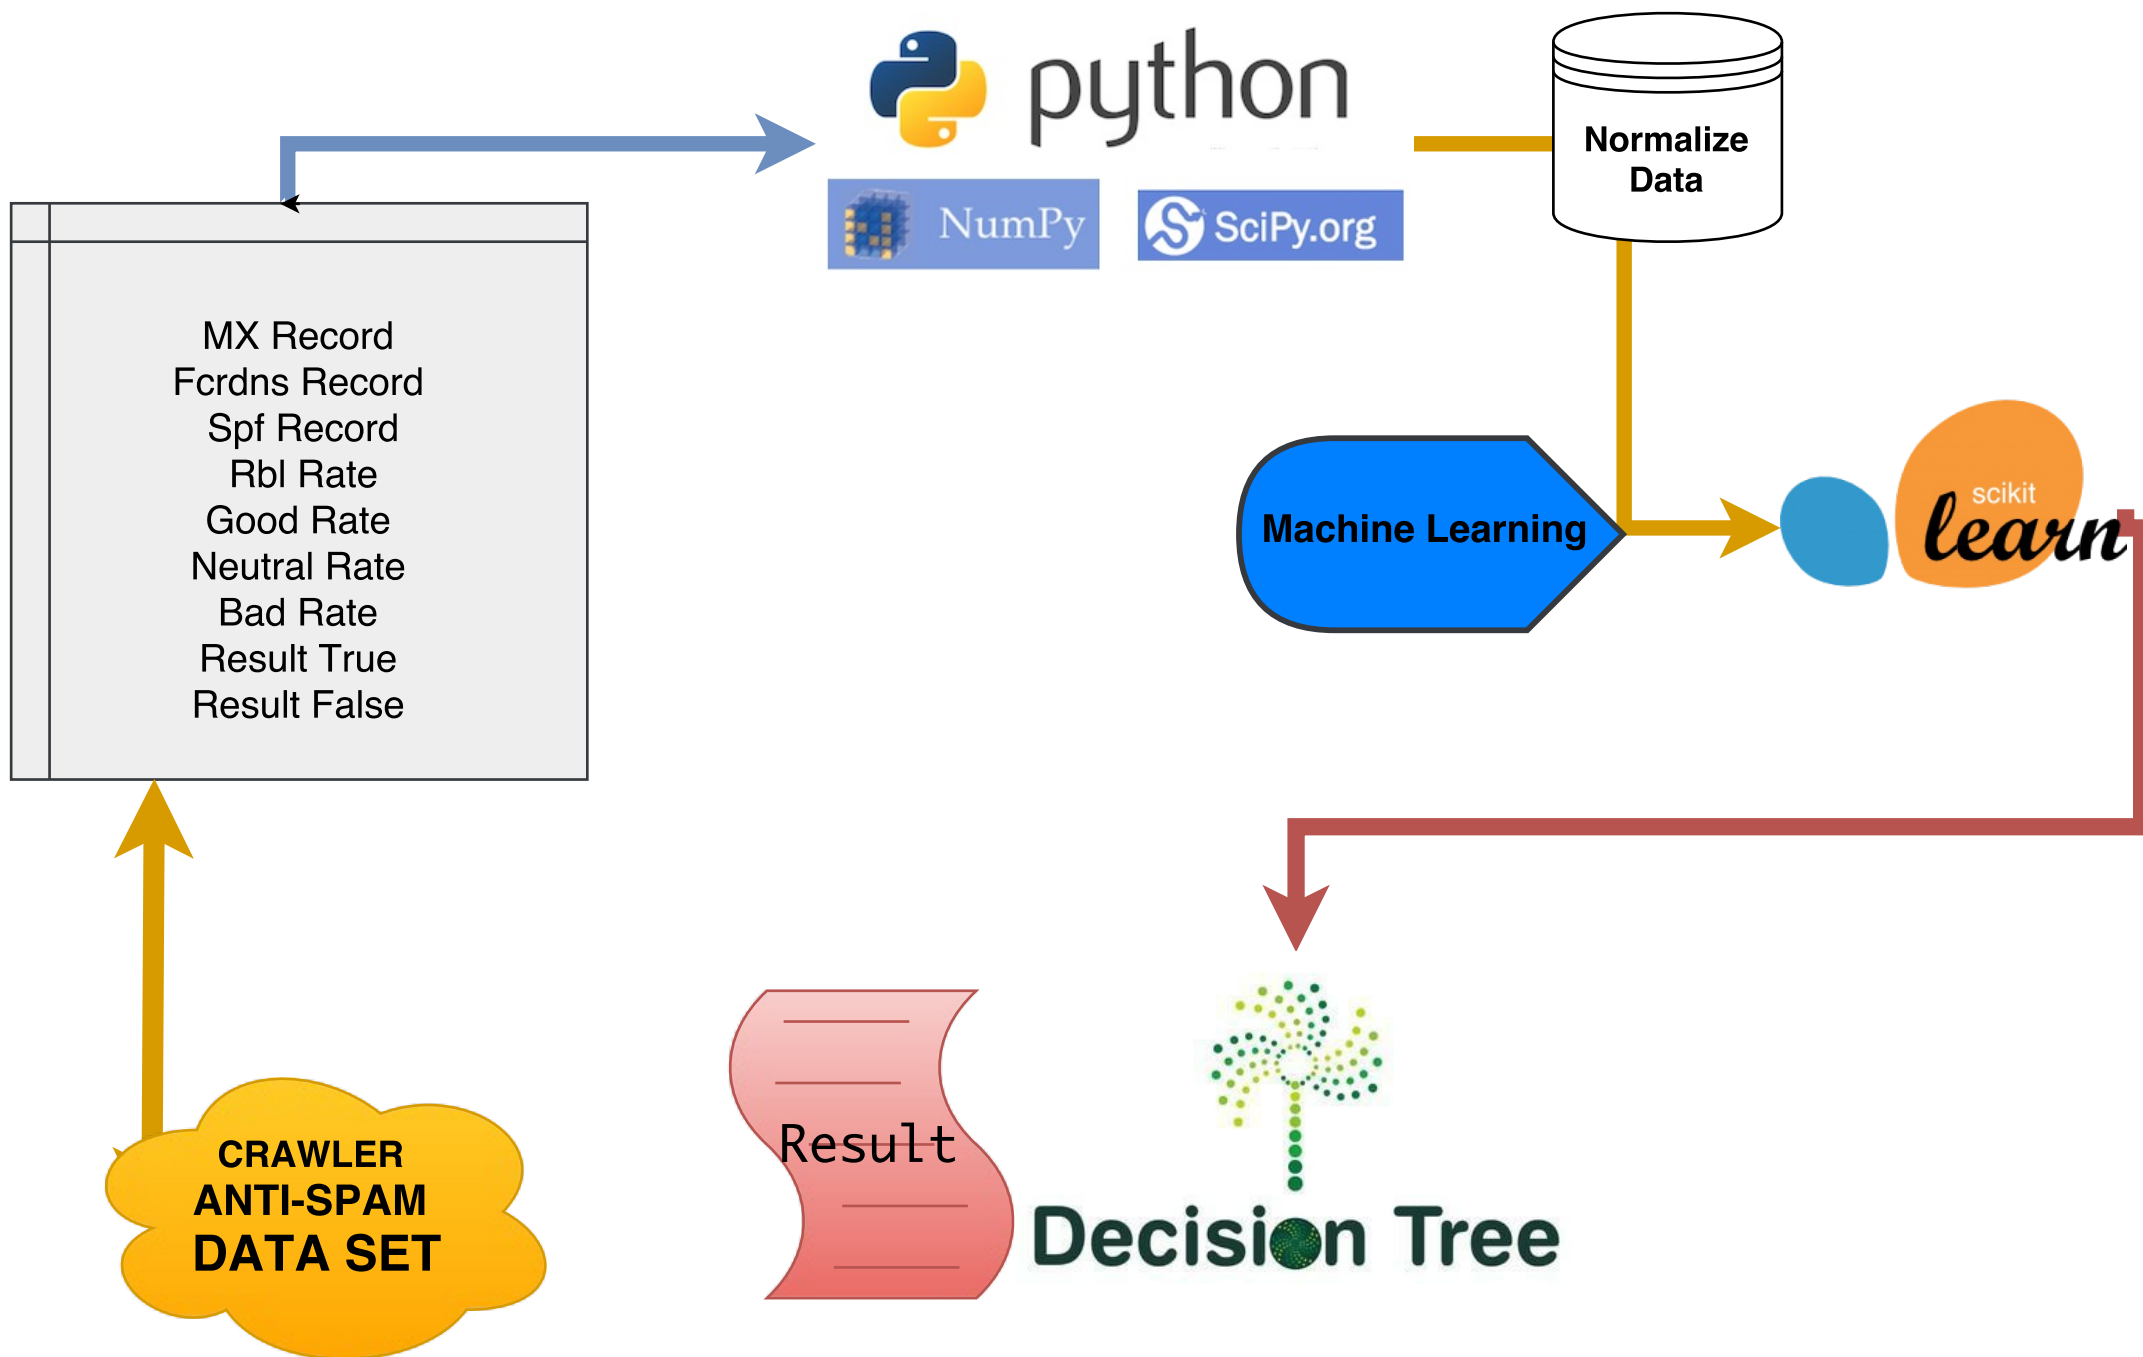 python
NumPy
SciPy.org
Normalize
Data
MX Record
Fcrdns Record
Spf Record
Rbl Rate
Good Rate
Neutral Rate
Bad Rate
Result True
Result False
Machine Learning
scikit
learn
CRAWLER
ANTI-SPAM
DATA SET
Result
Decision Tree